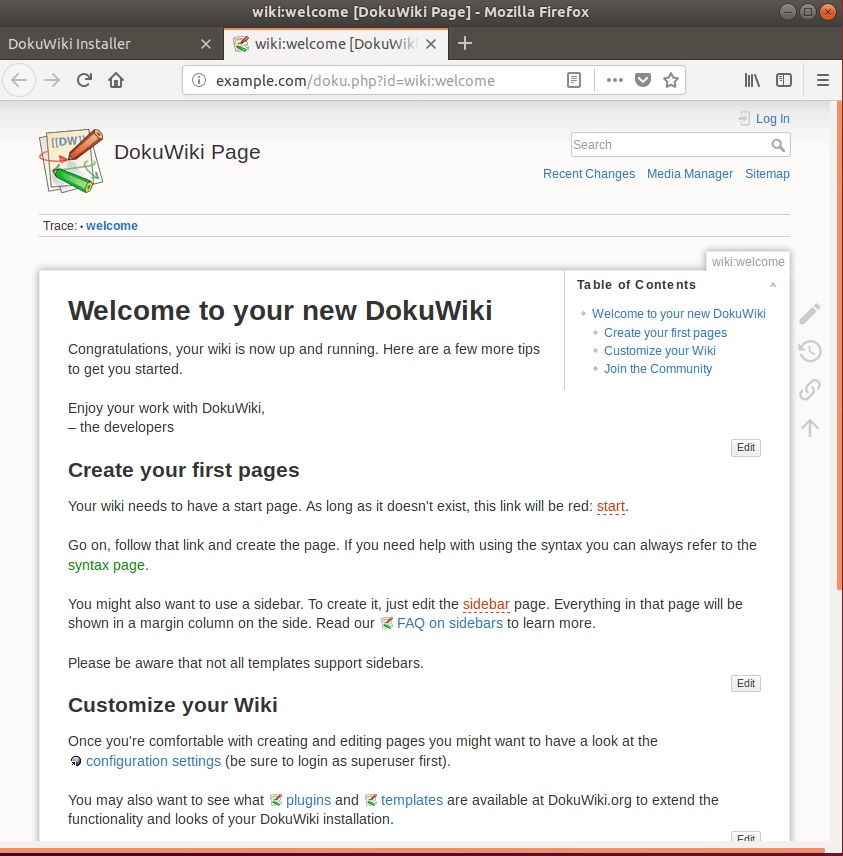 wiki:welcome [DokuWiki Page] - Mozilla Firefox
DokuWiki Installer
wiki:welcome [DokuWiki
example.com/doku.php?id=wiki:welcome
Log In
[[DW]]
DokuWiki Page
Search
Recent Changes Media Manager Sitemap
Trace: • welcome
wiki:welcome
Table of Contents
Welcome to your new DokuWiki
Create your first pages
Customize your Wiki
Join the Community
Welcome to your new DokuWiki
Congratulations, your wiki is now up and running. Here are a few more tips
to get you started.
Enjoy your work with DokuWiki,
– the developers
Edit
Create your first pages
Your wiki needs to have a start page. As long as it doesn't exist, this link will be red: start.
Go on, follow that link and create the page. If you need help with using the syntax you can always refer to the
syntax page.
You might also want to use a sidebar. To create it, just edit the sidebar page. Everything in that page will be
shown in a margin column on the side. Read our FAQ on sidebars to learn more.
Please be aware that not all templates support sidebars.
Edit
Customize your Wiki
Once you're comfortable with creating and editing pages you might want to have a look at the
configuration settings (be sure to login as superuser first).
You may also want to see what plugins and templates are available at DokuWiki.org to extend the
functionality and looks of your DokuWiki installation.
Edit